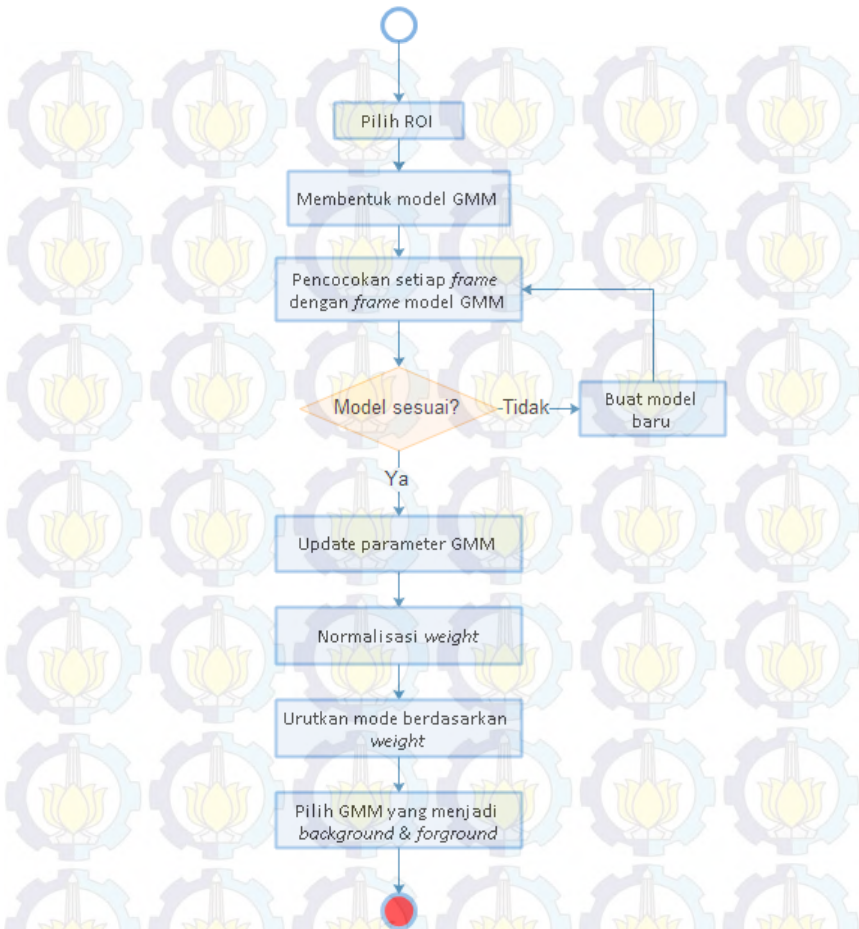 Pilih ROI
Membentuk model GMM
Pencocokan setiap frame
dengan frame model GMM
Model sesuai?
Tidak
Buat model
baru
Ya
Update parameter GMM
Normalisasi weight
Urutkan mode berdasarkan
weight
Pilih GMM yang menjadi
background & forground